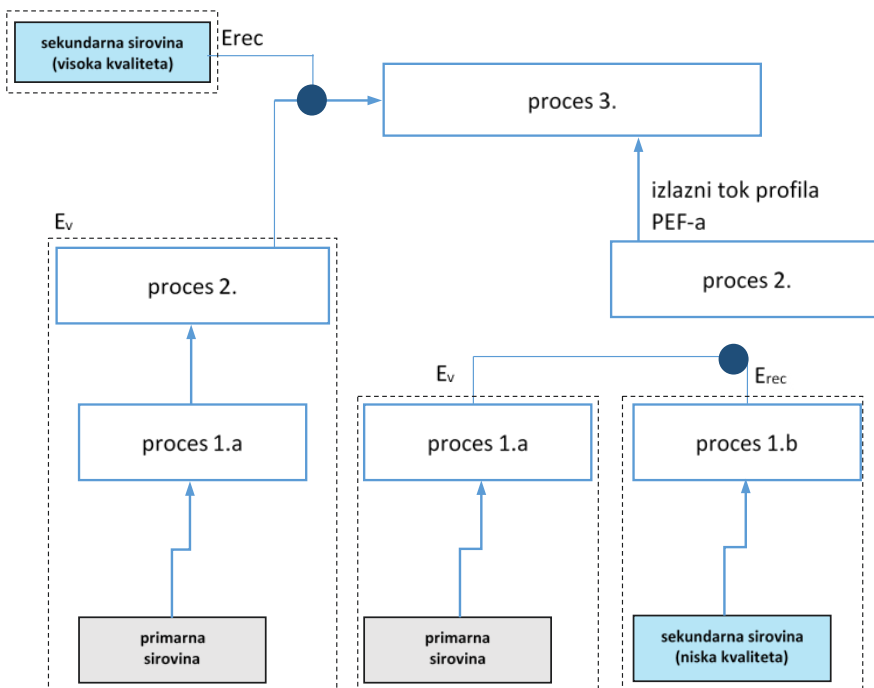 sekundarna sirovina
(visoka kvaliteta)
Erec
proces 3.
izlazni tok profila
PEF-a
Ev
proces 2.
proces 2.
Ev
Erec
proces 1.a
proces 1.a
proces 1.b
primarna
sirovina
primarna
sirovina
sekundarna sirovina
(niska kvaliteta)